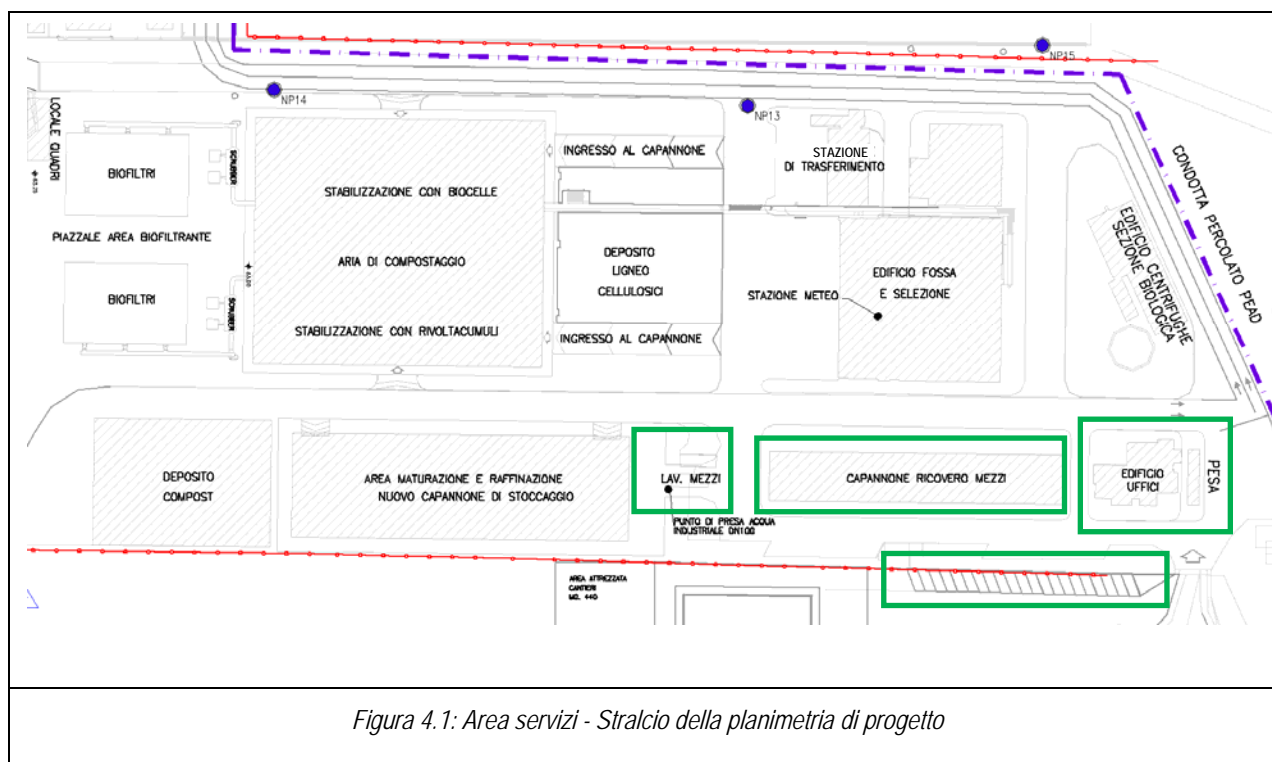 NP15
NP14
NP13
LOCALE QUADRI
BIOFILTRI
SCRUBBER
STABILIZZAZIONE CON BIOCELLE
INGRESSO AL CAPANNONE
STAZIONE
DI TRASFERIMENTO
CONDOTTA PERCOLATO PEAD
EDIFICIO CENTRIFUGHE
SEZIONE BIOLOGICA
PIAZZALE AREA BIOFILTRANTE
ARIA DI COMPOSTAGGIO
DEPOSITO
LIGNEO
CELLULOSICI
EDIFICIO FOSSA
E SELEZIONE
STAZIONE METEO
BIOFILTRI
SCRUBBER
STABILIZZAZIONE CON RIVOLTACUMULI
INGRESSO AL CAPANNONE
DEPOSITO
COMPOST
AREA MATURAZIONE E RAFFINAZIONE
NUOVO CAPANNONE DI STOCCAGGIO
LAV. MEZZI
CAPANNONE RICOVERO MEZZI
EDIFICIO
UFFICI
PESA
PUNTO DI PRESA ACQUA
INDUSTRIALE DN100
AREA ATTREZZATA
CANTIERI
MQ. 440
Figura 4.1: Area servizi - Stralcio della planimetria di progetto